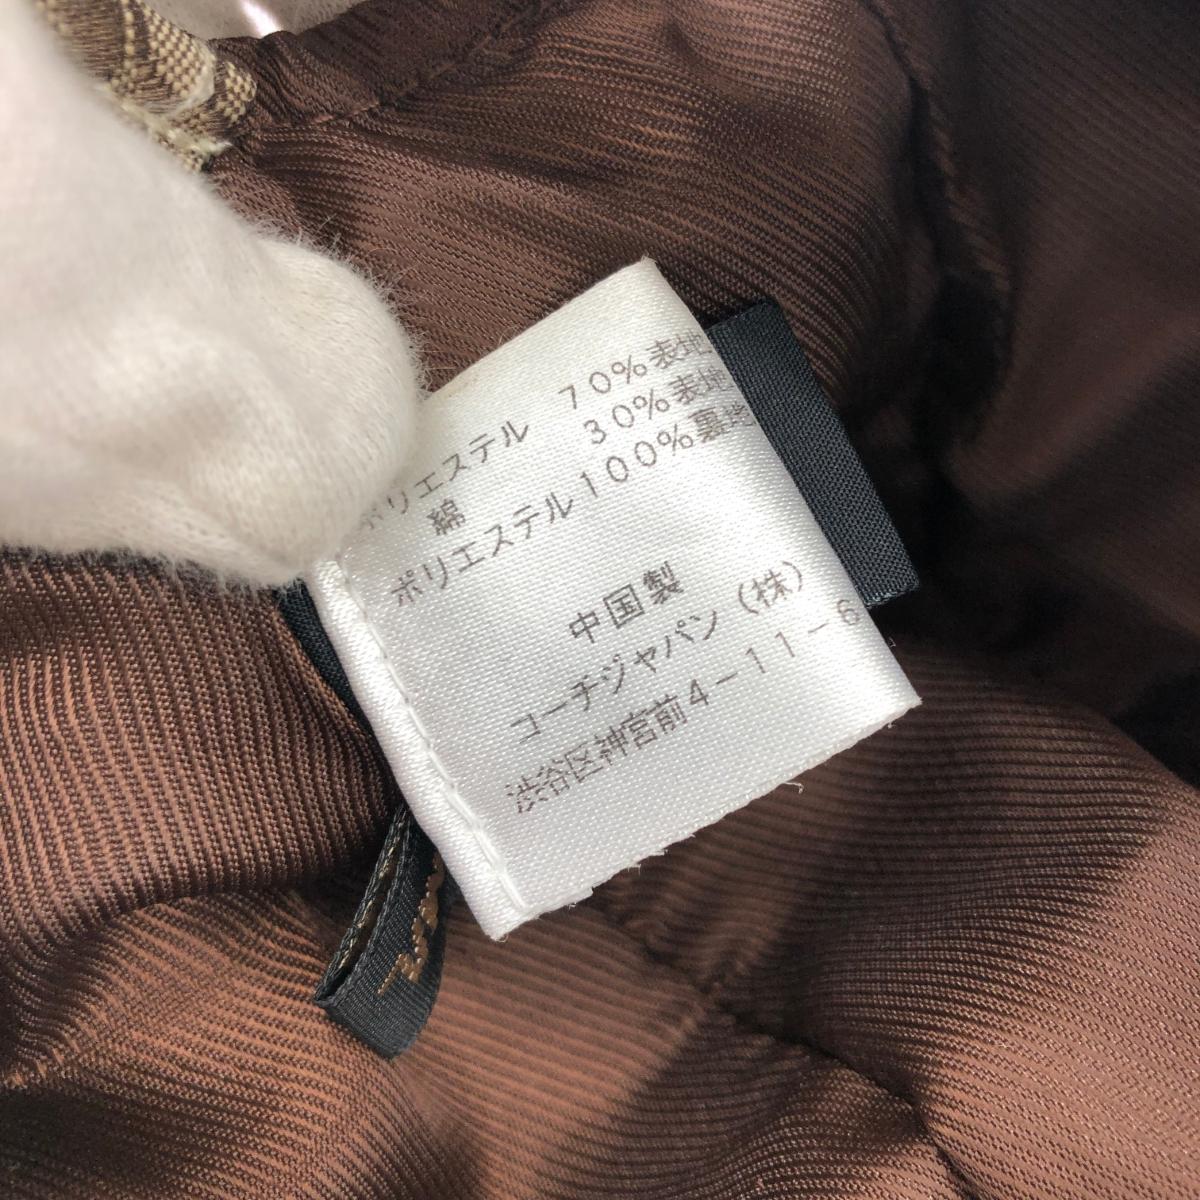 ポリエステル 70%表地
綿 30%表地
ポリエステル100%裏地
中国製
コーチジャパン(株)
渋谷区神宮前4-11-6